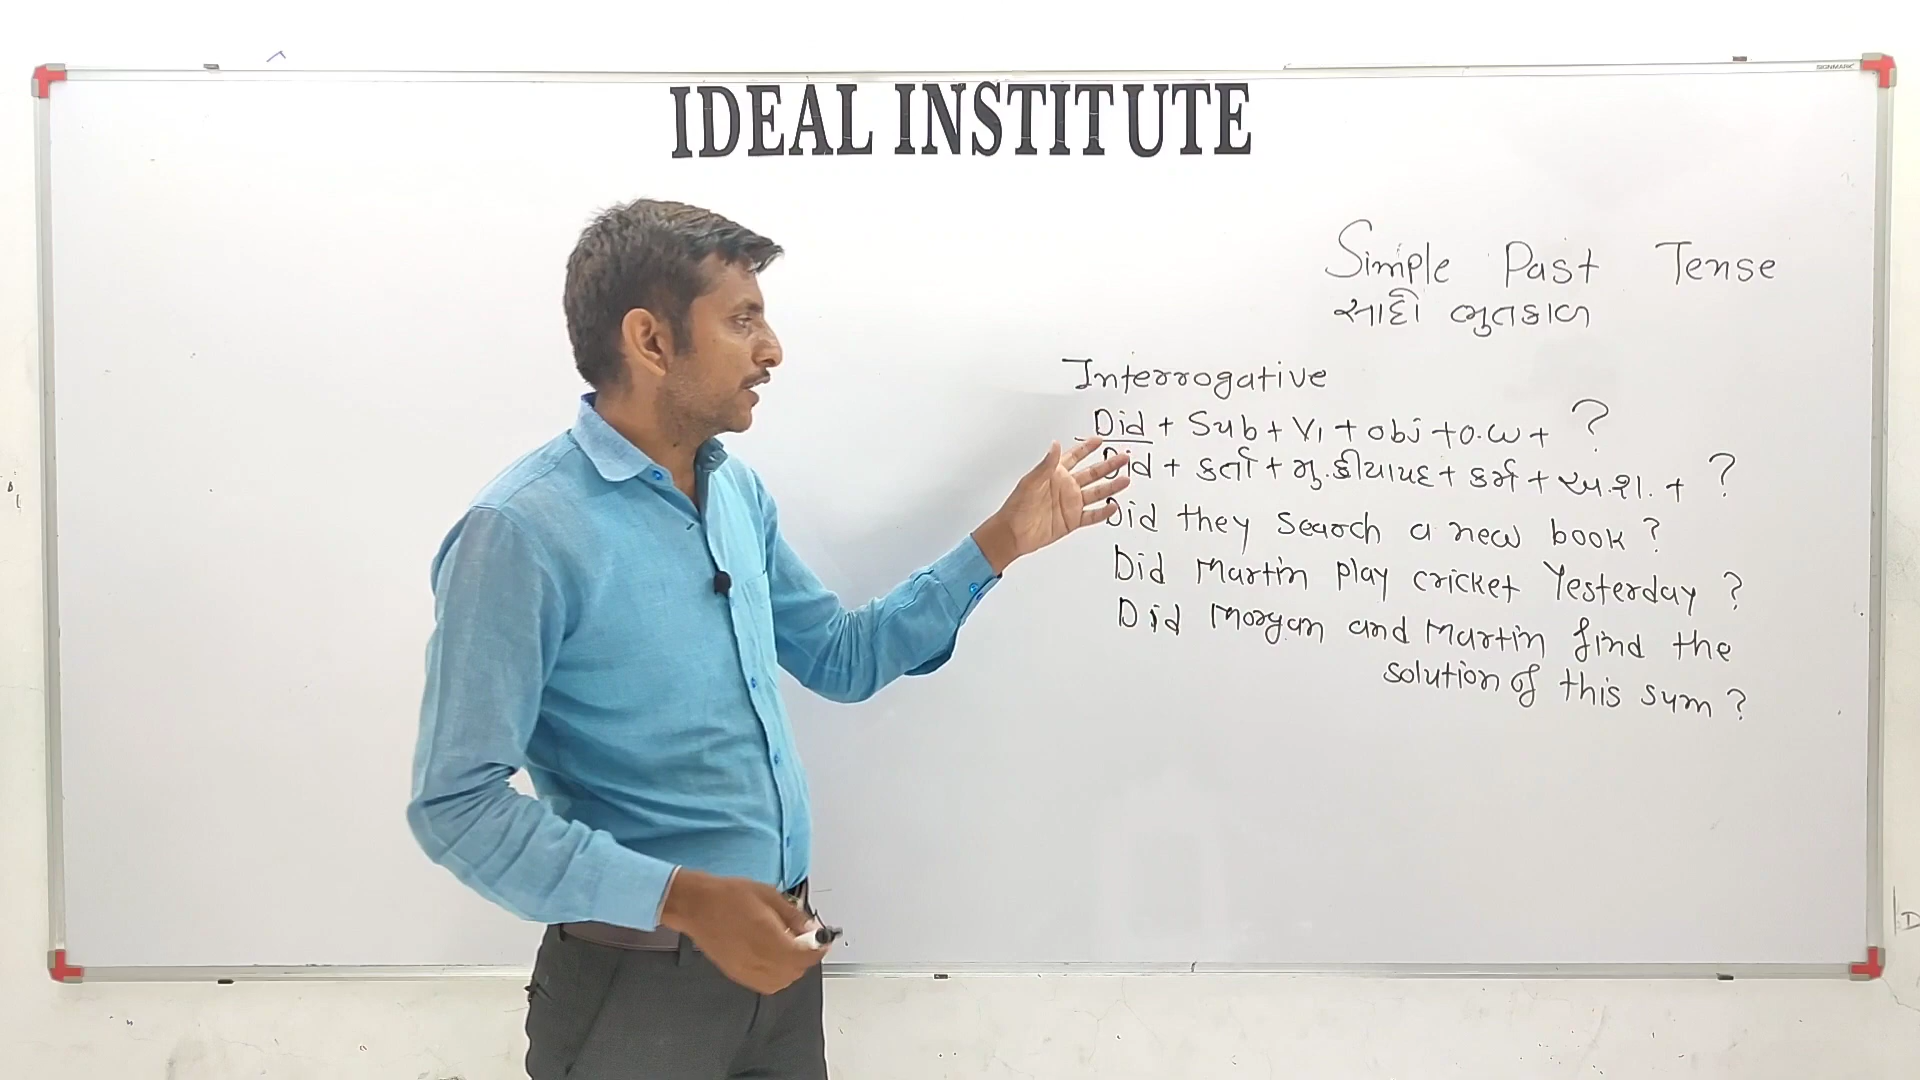 SIGNMARK
IDEAL INSTITUTE
Simple Past Tense
સાદી ભુતકાળ
Interrogative
Did + Sub + V1 + obj + o.w + ?
Did + કર્તા + મુ.ક્રીયાપદ + કર્મ + અ.શ. + ?
Did they search a new book ?
Did Martin play cricket Yesterday ?
Did Morgan and Martin find the
solution of this sum ?
D